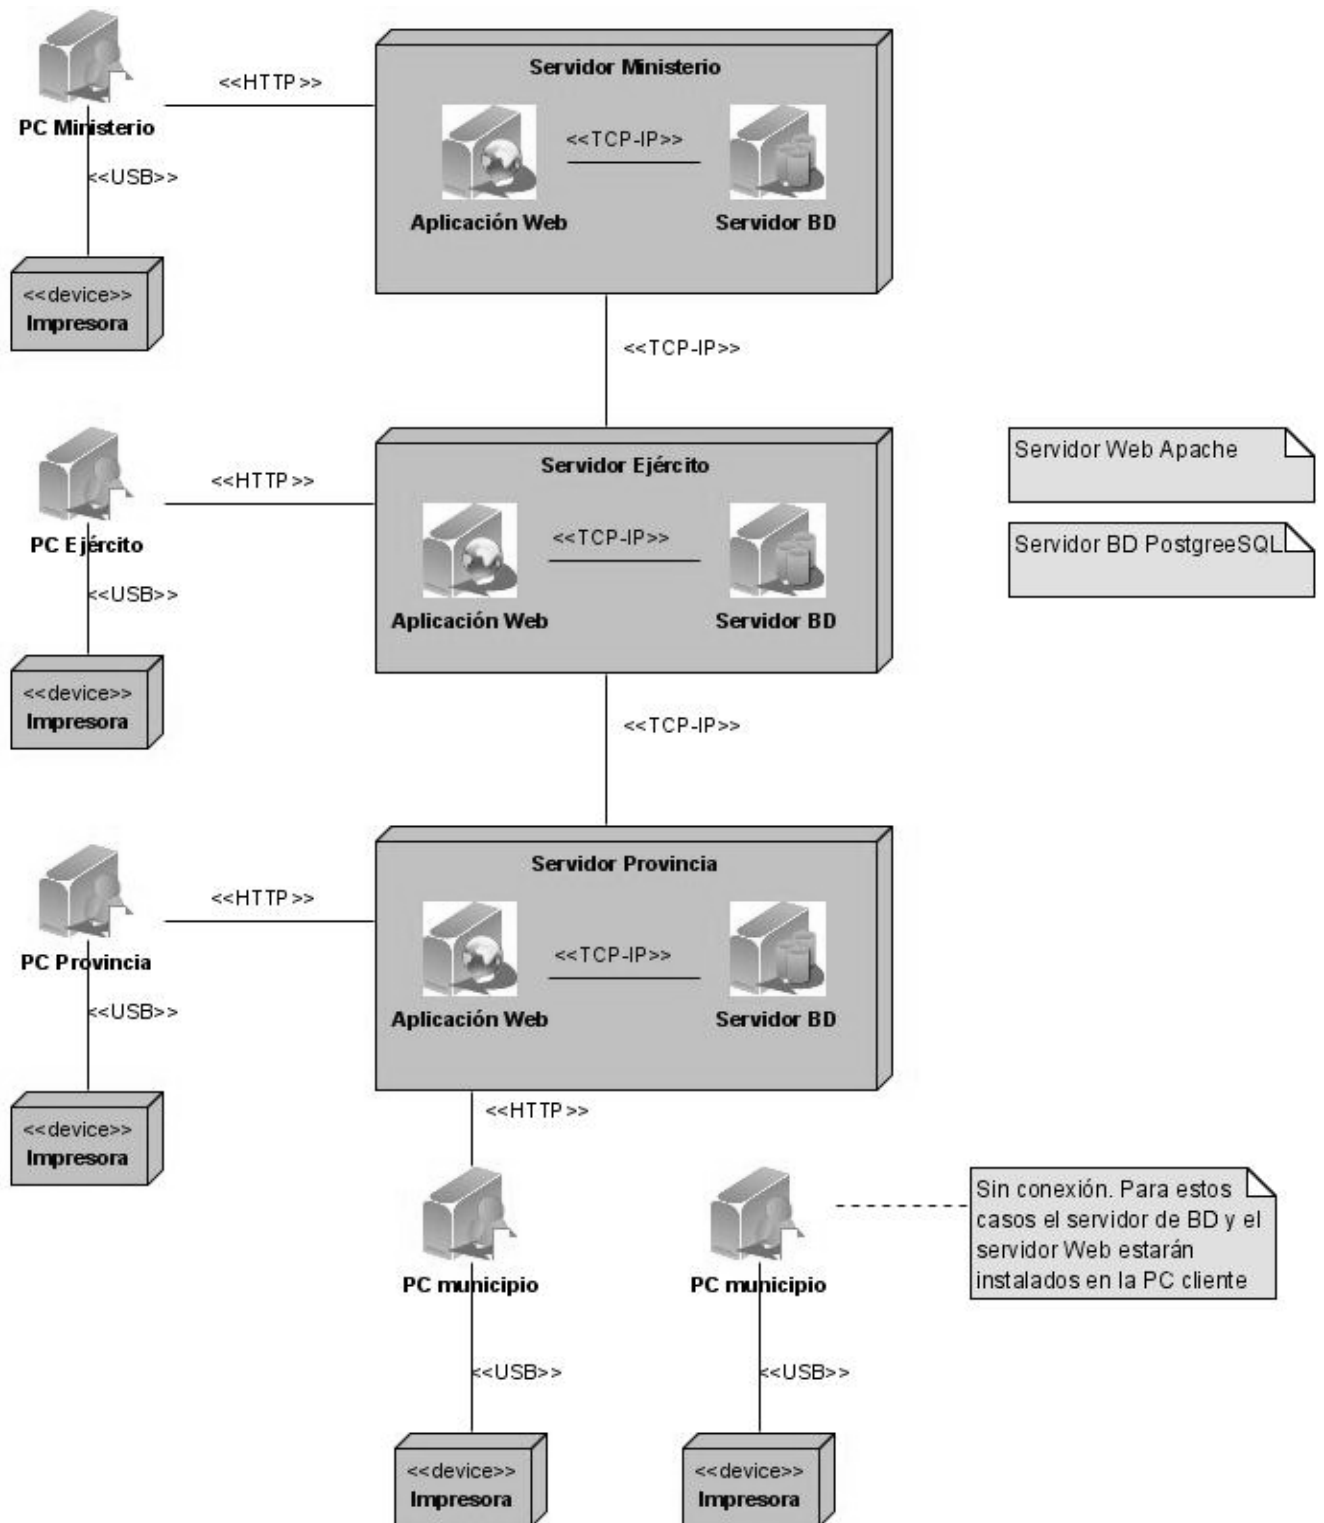 Servidor Ministerio
<<HTTP>>
PC Ministerio
<<TCP-IP>>
Aplicación Web
Servidor BD
<<USB>>
<<device>>
Impresora
<<TCP-IP>>
Servidor Ejército
<<HTTP>>
PC Ejército
<<TCP-IP>>
Aplicación Web
Servidor BD
Servidor Web Apache
Servidor BD PostgreeSQL
<<USB>>
<<device>>
Impresora
<<TCP-IP>>
Servidor Provincia
<<HTTP>>
PC Provincia
<<TCP-IP>>
Aplicación Web
Servidor BD
<<USB>>
<<device>>
Impresora
<<HTTP>>
PC municipio
PC municipio
Sin conexión. Para estos
casos el servidor de BD y el
servidor Web estarán
instalados en la PC cliente
<<USB>>
<<USB>>
<<device>>
Impresora
<<device>>
Impresora